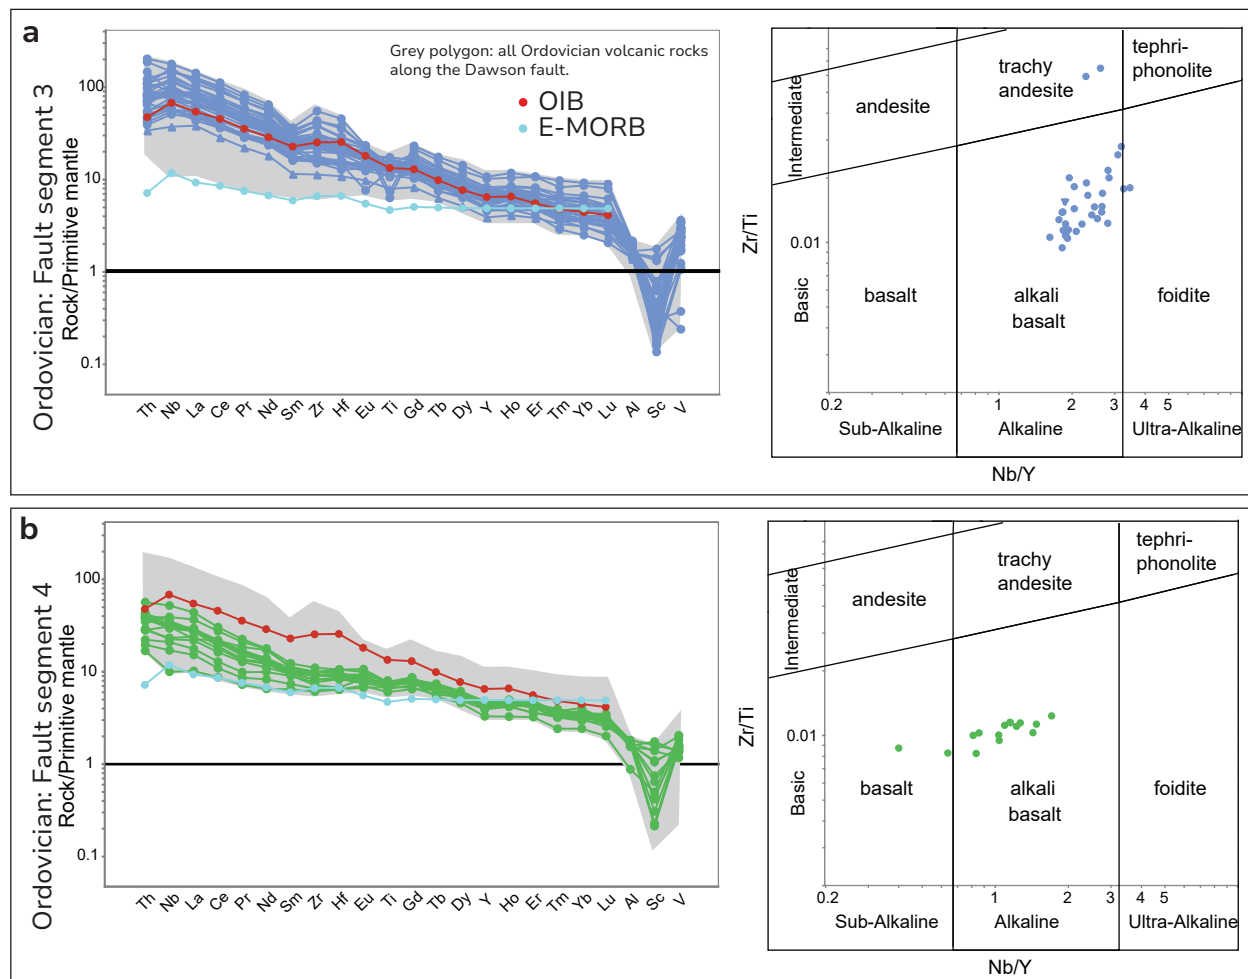 a
Ordovician: Fault segment 3
Rock/Primitive mantle
100
10
1
0.1
Grey polygon: all Ordovician volcanic rocks
along the Dawson fault.
OIB
E-MORB
Th Nb La Ce Pr Nd Sm Zr Hf Eu Ti Gd Tb Dy Y Ho Er Tm Yb Lu Al Sc V
Zr/Ti
Intermediate
Basic
0.01
andesite
trachy
andesite
tephri-
phonolite
basalt
alkali
basalt
foidite
0.2 1 2 3 4 5
Sub-Alkaline Alkaline Ultra-Alkaline
Nb/Y
b
Ordovician: Fault segment 4
Rock/Primitive mantle
100
10
1
0.1
Th Nb La Ce Pr Nd Sm Zr Hf Eu Ti Gd Tb Dy Y Ho Er Tm Yb Lu Al Sc V
Zr/Ti
Intermediate
Basic
0.01
andesite
trachy
andesite
tephri-
phonolite
basalt
alkali
basalt
foidite
0.2 1 2 3 4 5
Sub-Alkaline Alkaline Ultra-Alkaline
Nb/Y